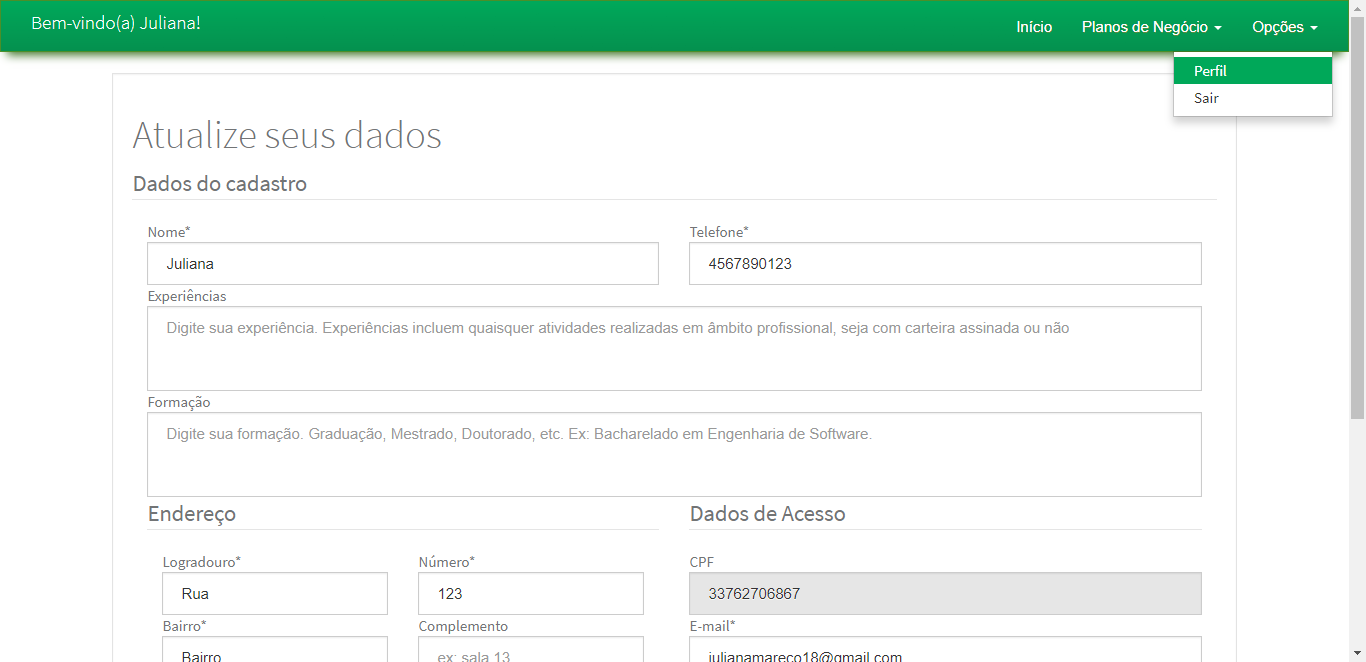 Bem-vindo(a) Juliana!
Início
Planos de Negócio
Opções
Perfil
Sair
Atualize seus dados
Dados do cadastro
Nome*
Telefone*
Juliana
4567890123
Experiências
Digite sua experiência. Experiências incluem quaisquer atividades realizadas em âmbito profissional, seja com carteira assinada ou não
Formação
Digite sua formação. Graduação, Mestrado, Doutorado, etc. Ex: Bacharelado em Engenharia de Software.
Endereço
Dados de Acesso
Logradouro*
Número*
CPF
Rua
123
33762706867
Bairro*
Complemento
E-mail*
Bairro
ex: sala 13
julianamareco18@gmail.com